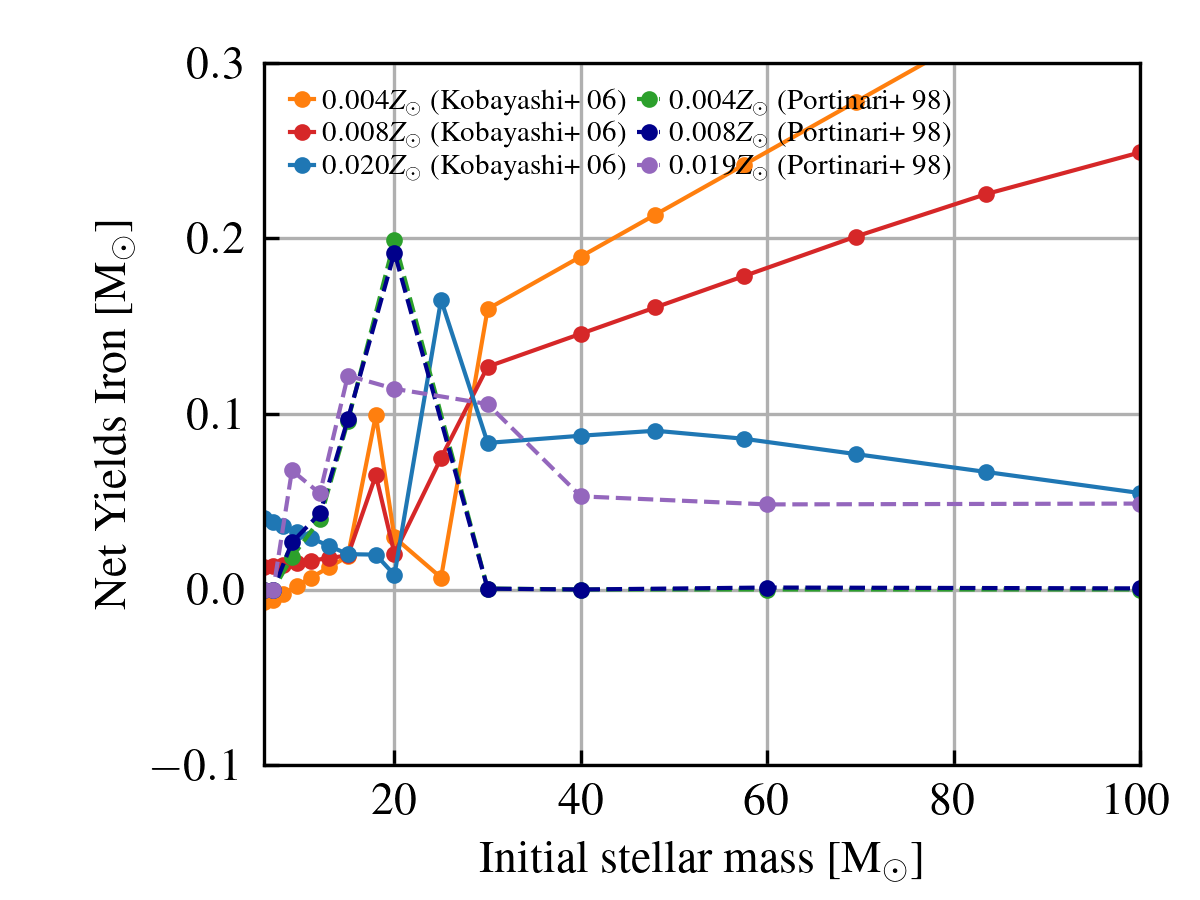 0.3
0.2
0.1
0.0
−0.1
0.004Z☉ (Kobayashi+ 06)
0.008Z☉ (Kobayashi+ 06)
0.020Z☉ (Kobayashi+ 06)
0.004Z☉ (Portinari+ 98)
0.008Z☉ (Portinari+ 98)
0.019Z☉ (Portinari+ 98)
Net Yields Iron [M☉]
20 40 60 80 100
Initial stellar mass [M☉]